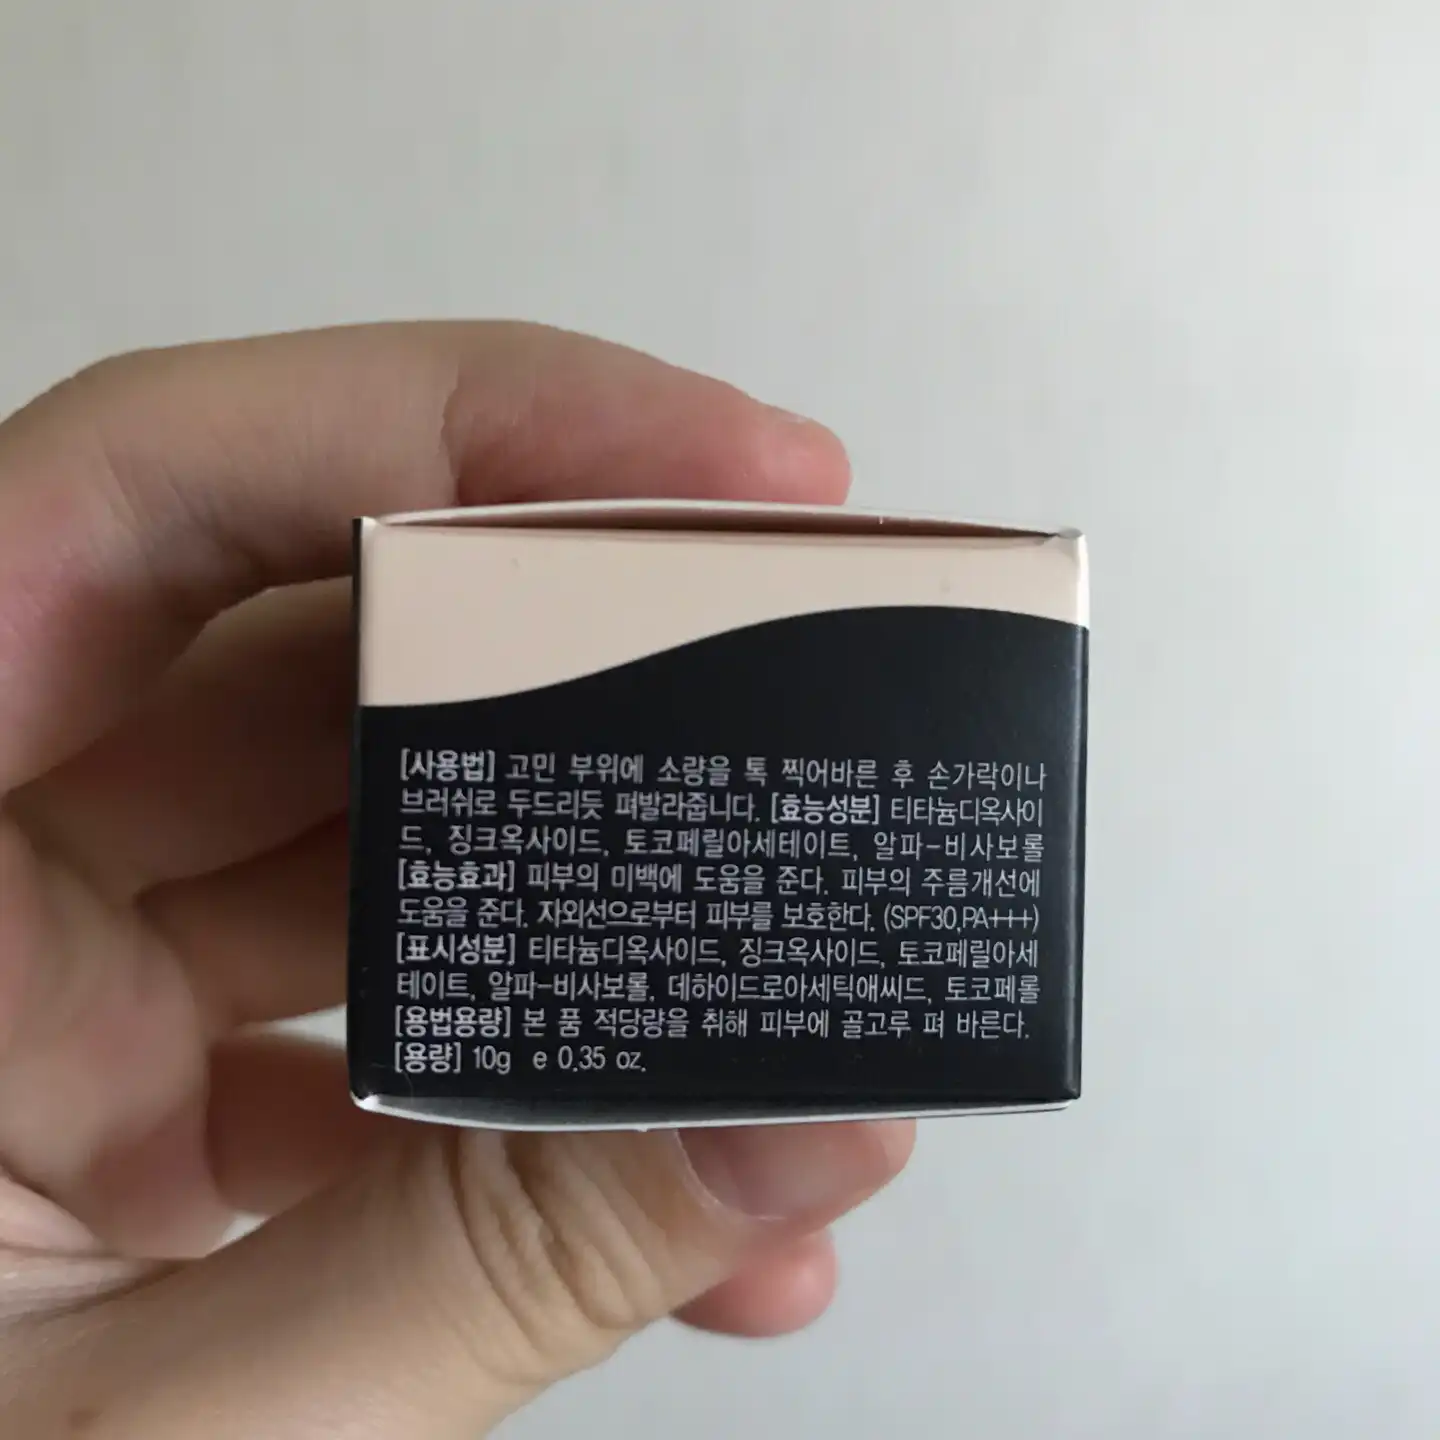 [사용법] 고민 부위에 소량을 톡 찍어바른 후 손가락이나
브러쉬로 두드리듯 펴발라줍니다. [효능성분] 티타늄디옥사이
드, 징크옥사이드, 토코페릴아세테이트, 알파-비사보롤
[효능효과] 피부의 미백에 도움을 준다. 피부의 주름개선에
도움을 준다. 자외선으로부터 피부를 보호한다. (SPF30,PA+++)
[표시성분] 티타늄디옥사이드, 징크옥사이드, 토코페릴아세
테이트, 알파-비사보롤. 데하이드로아세틱애씨드, 토코페롤
[용법용량] 본 품 적당량을 취해 피부에 골고루 펴 바른다.
[용량] 10g e 0.35 oz.